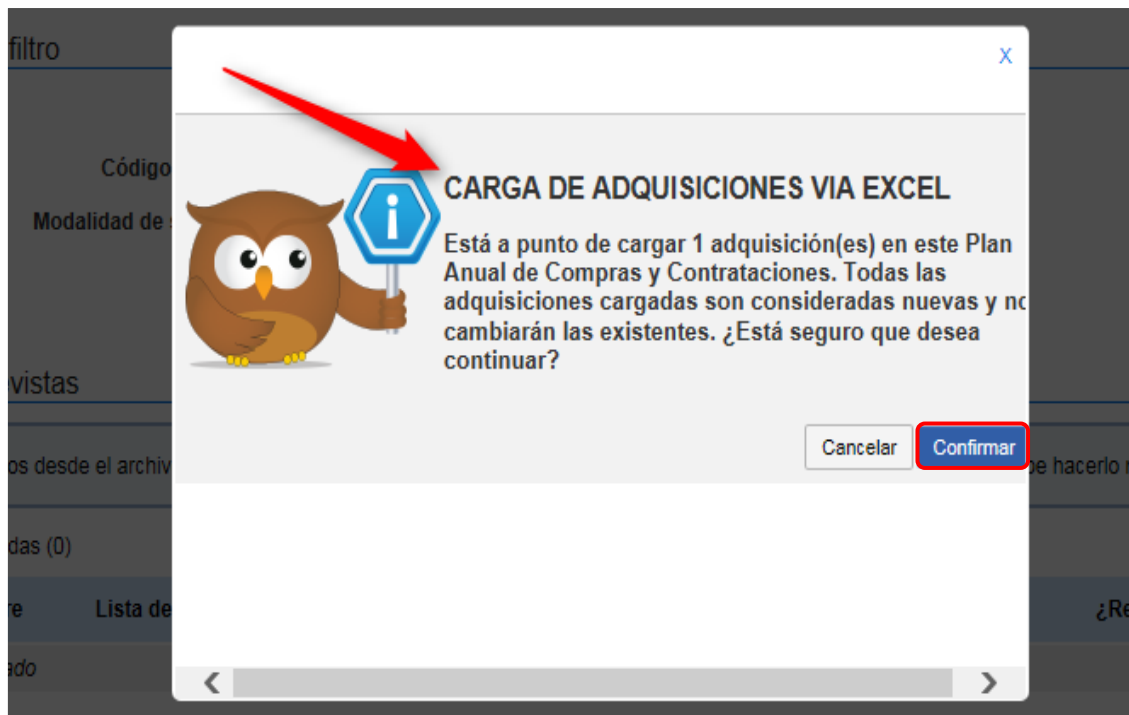 filtro
X
Código
Modalidad de s
CARGA DE ADQUISICIONES VIA EXCEL
Está a punto de cargar 1 adquisición(es) en este Plan
Anual de Compras y Contrataciones. Todas las
adquisiciones cargadas son consideradas nuevas y no
cambiarán las existentes. ¿Está seguro que desea
continuar?
vistas
Cancelar
Confirmar
os desde el archiv
be hacerlo
das (0)
re
Lista de
¿Re
ado